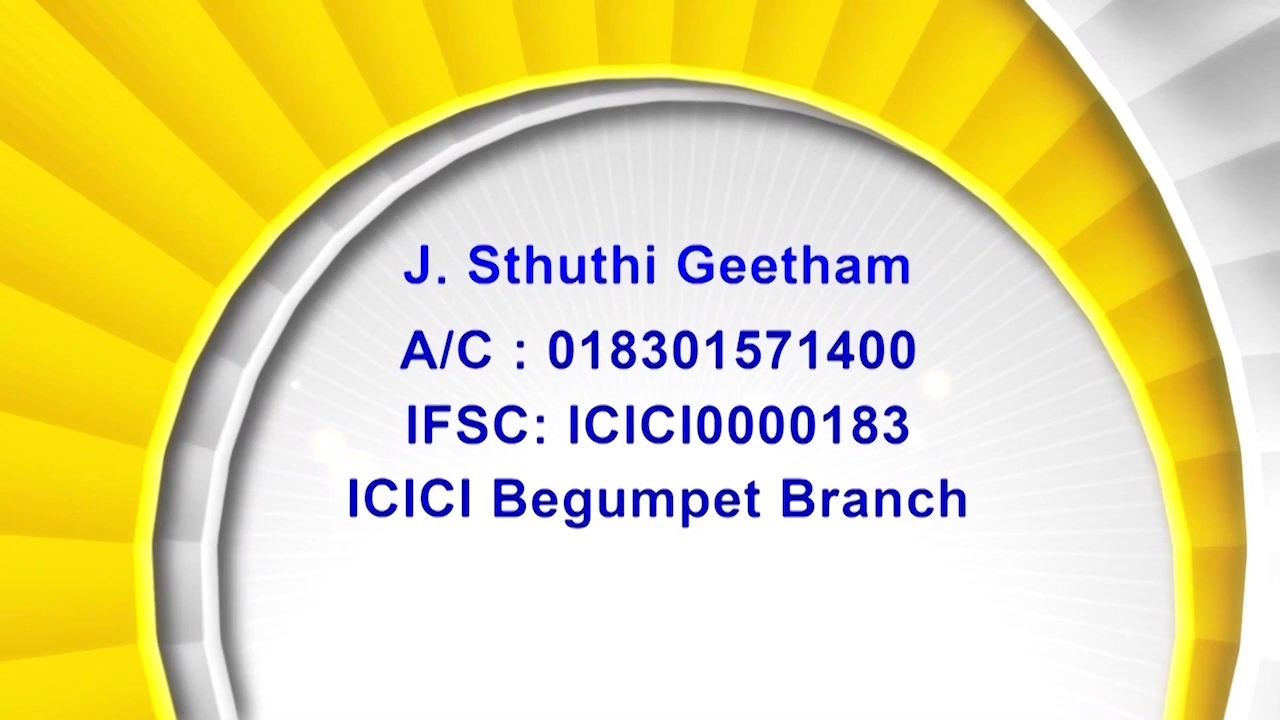 J. Sthuthi Geetham
A/C : 018301571400
IFSC: ICICI0000183
ICICI Begumpet Branch